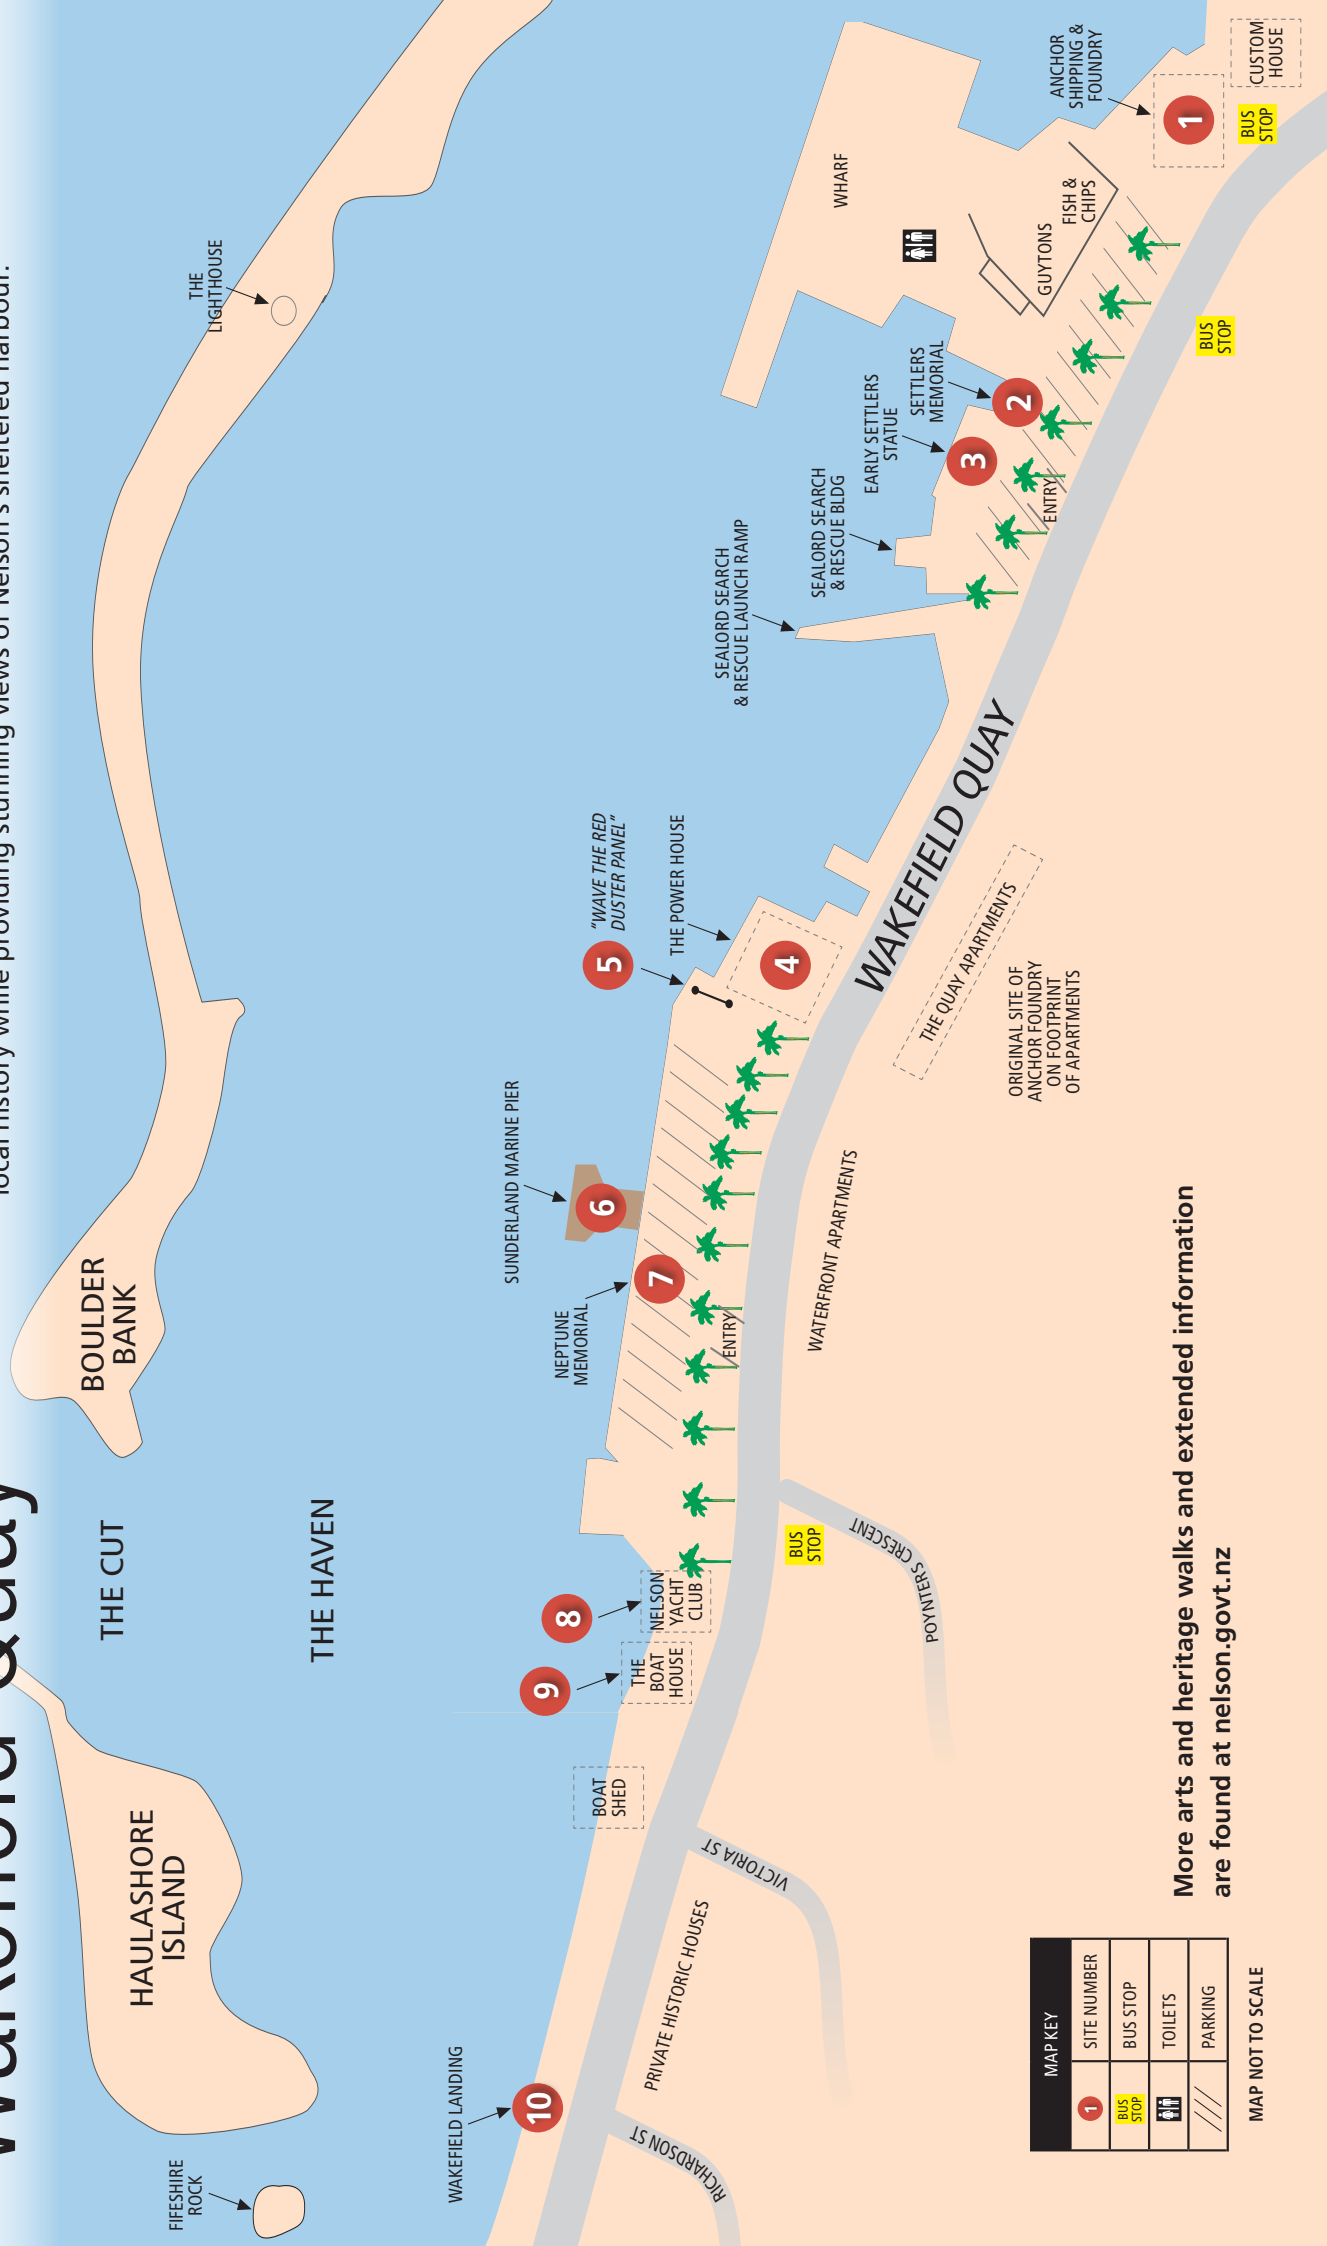 Wakefield Quay
local history while providing stunning views of Nelson's sheltered harbour.
FIFESHIRE
ROCK
HAULASHORE
ISLAND
THE CUT
BOULDER
BANK
THE
LIGHTHOUSE
THE HAVEN
WAKEFIELD LANDING
10
BOAT
SHED
9
THE
BOAT
HOUSE
8
NELSON
YACHT
CLUB
NEPTUNE
MEMORIAL
7
SUNDERLAND MARINE PIER
6
"WAVE THE RED
DUSTER PANEL"
5
THE POWER HOUSE
4
SEALORD SEARCH
& RESCUE LAUNCH RAMP
SEALORD SEARCH
& RESCUE BLDG
EARLY SETTLERS
STATUE
3
SETTLERS
MEMORIAL
2
WHARF
GUYTONS
FISH &
CHIPS
ANCHOR
SHIPPING &
FOUNDRY
1
CUSTOM
HOUSE
BUS
STOP
BUS
STOP
ENTRY
ENTRY
WAKEFIELD QUAY
THE QUAY APARTMENTS
ORIGINAL SITE OF
ANCHOR FOUNDRY
ON FOOTPRINT
OF APARTMENTS
WATERFRONT APARTMENTS
BUS
STOP
POYNTERS CRESCENT
VICTORIA ST
PRIVATE HISTORIC HOUSES
RICHARDSON ST
MAP KEY
1 SITE NUMBER
BUS
STOP
BUS STOP
TOILETS
PARKING
MAP NOT TO SCALE
More arts and heritage walks and extended information
are found at nelson.govt.nz